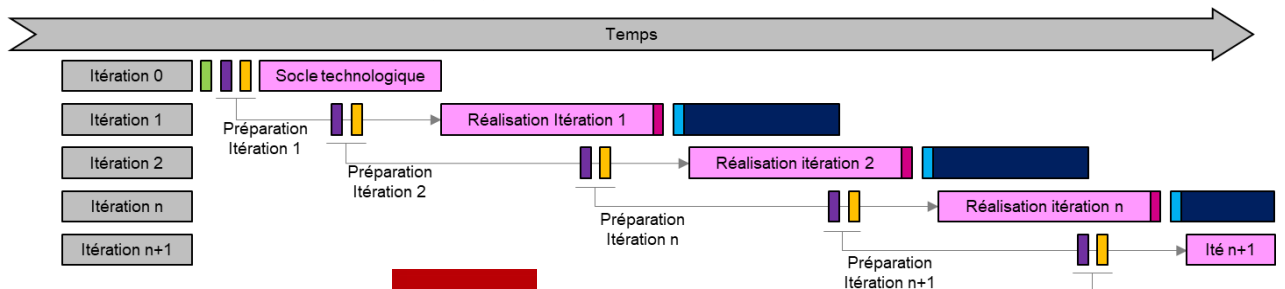 Temps
Itération 0
Socle technologique
Itération 1
Préparation
Itération 1
Réalisation Itération 1
Itération 2
Préparation
Itération 2
Réalisation itération 2
Itération n
Préparation
Itération n
Réalisation itération n
Itération n+1
Préparation
Itération n+1
Ité n+1